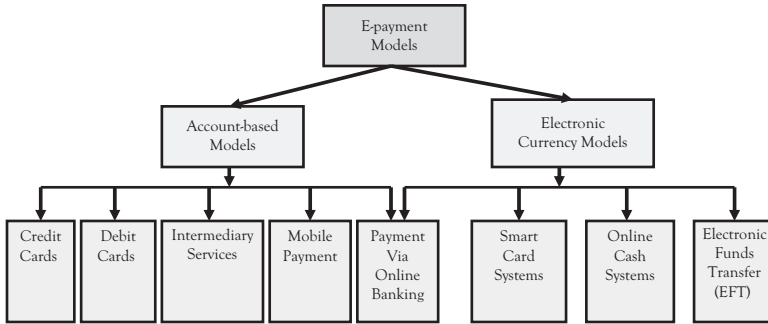 E-payment
Models
Account-based
Models
Electronic
Currency Models
Credit
Cards
Debit
Cards
Intermediary
Services
Mobile
Payment
Payment
Via
Online
Banking
Smart
Card
Systems
Online
Cash
Systems
Electronic
Funds
Transfer
(EFT)